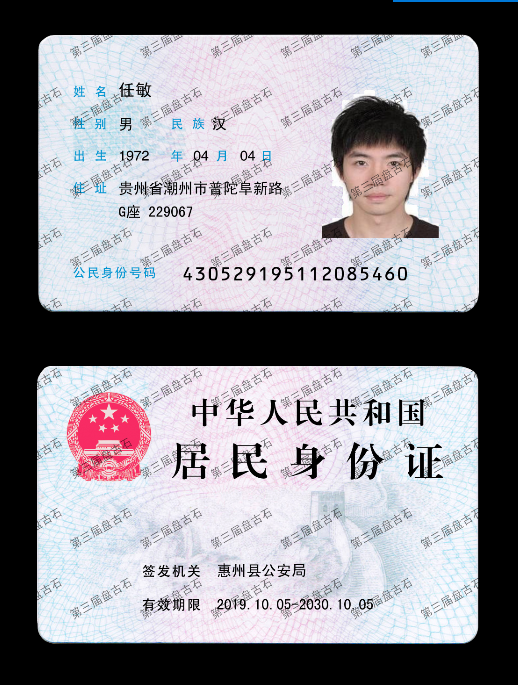 姓名 任敏
性别 男 民族 汉
出生 1972 年 04 月 04 日
住址 贵州省潮州市普陀阜新路
G座 229067
公民身份号码 430529195112085460
中华人民共和国
居民身份证
签发机关 惠州县公安局
有效期限 2019.10.05-2030.10.05
第三届盘古石